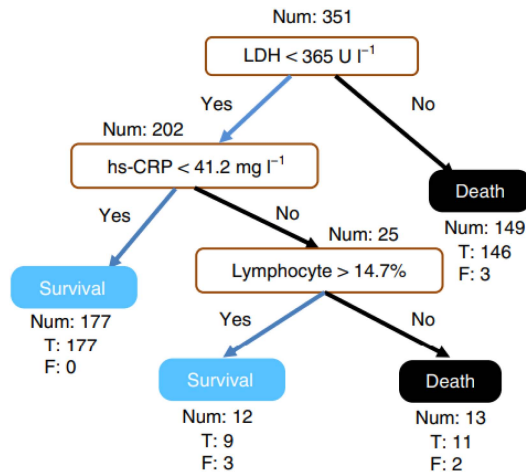 Num: 351
LDH < 365 U l⁻¹
Yes
No
Num: 202
hs-CRP < 41.2 mg l⁻¹
Death
Num: 149
T: 146
F: 3
Yes
No
Num: 25
Lymphocyte > 14.7%
Survival
Num: 177
T: 177
F: 0
Yes
No
Survival
Num: 12
T: 9
F: 3
Death
Num: 13
T: 11
F: 2